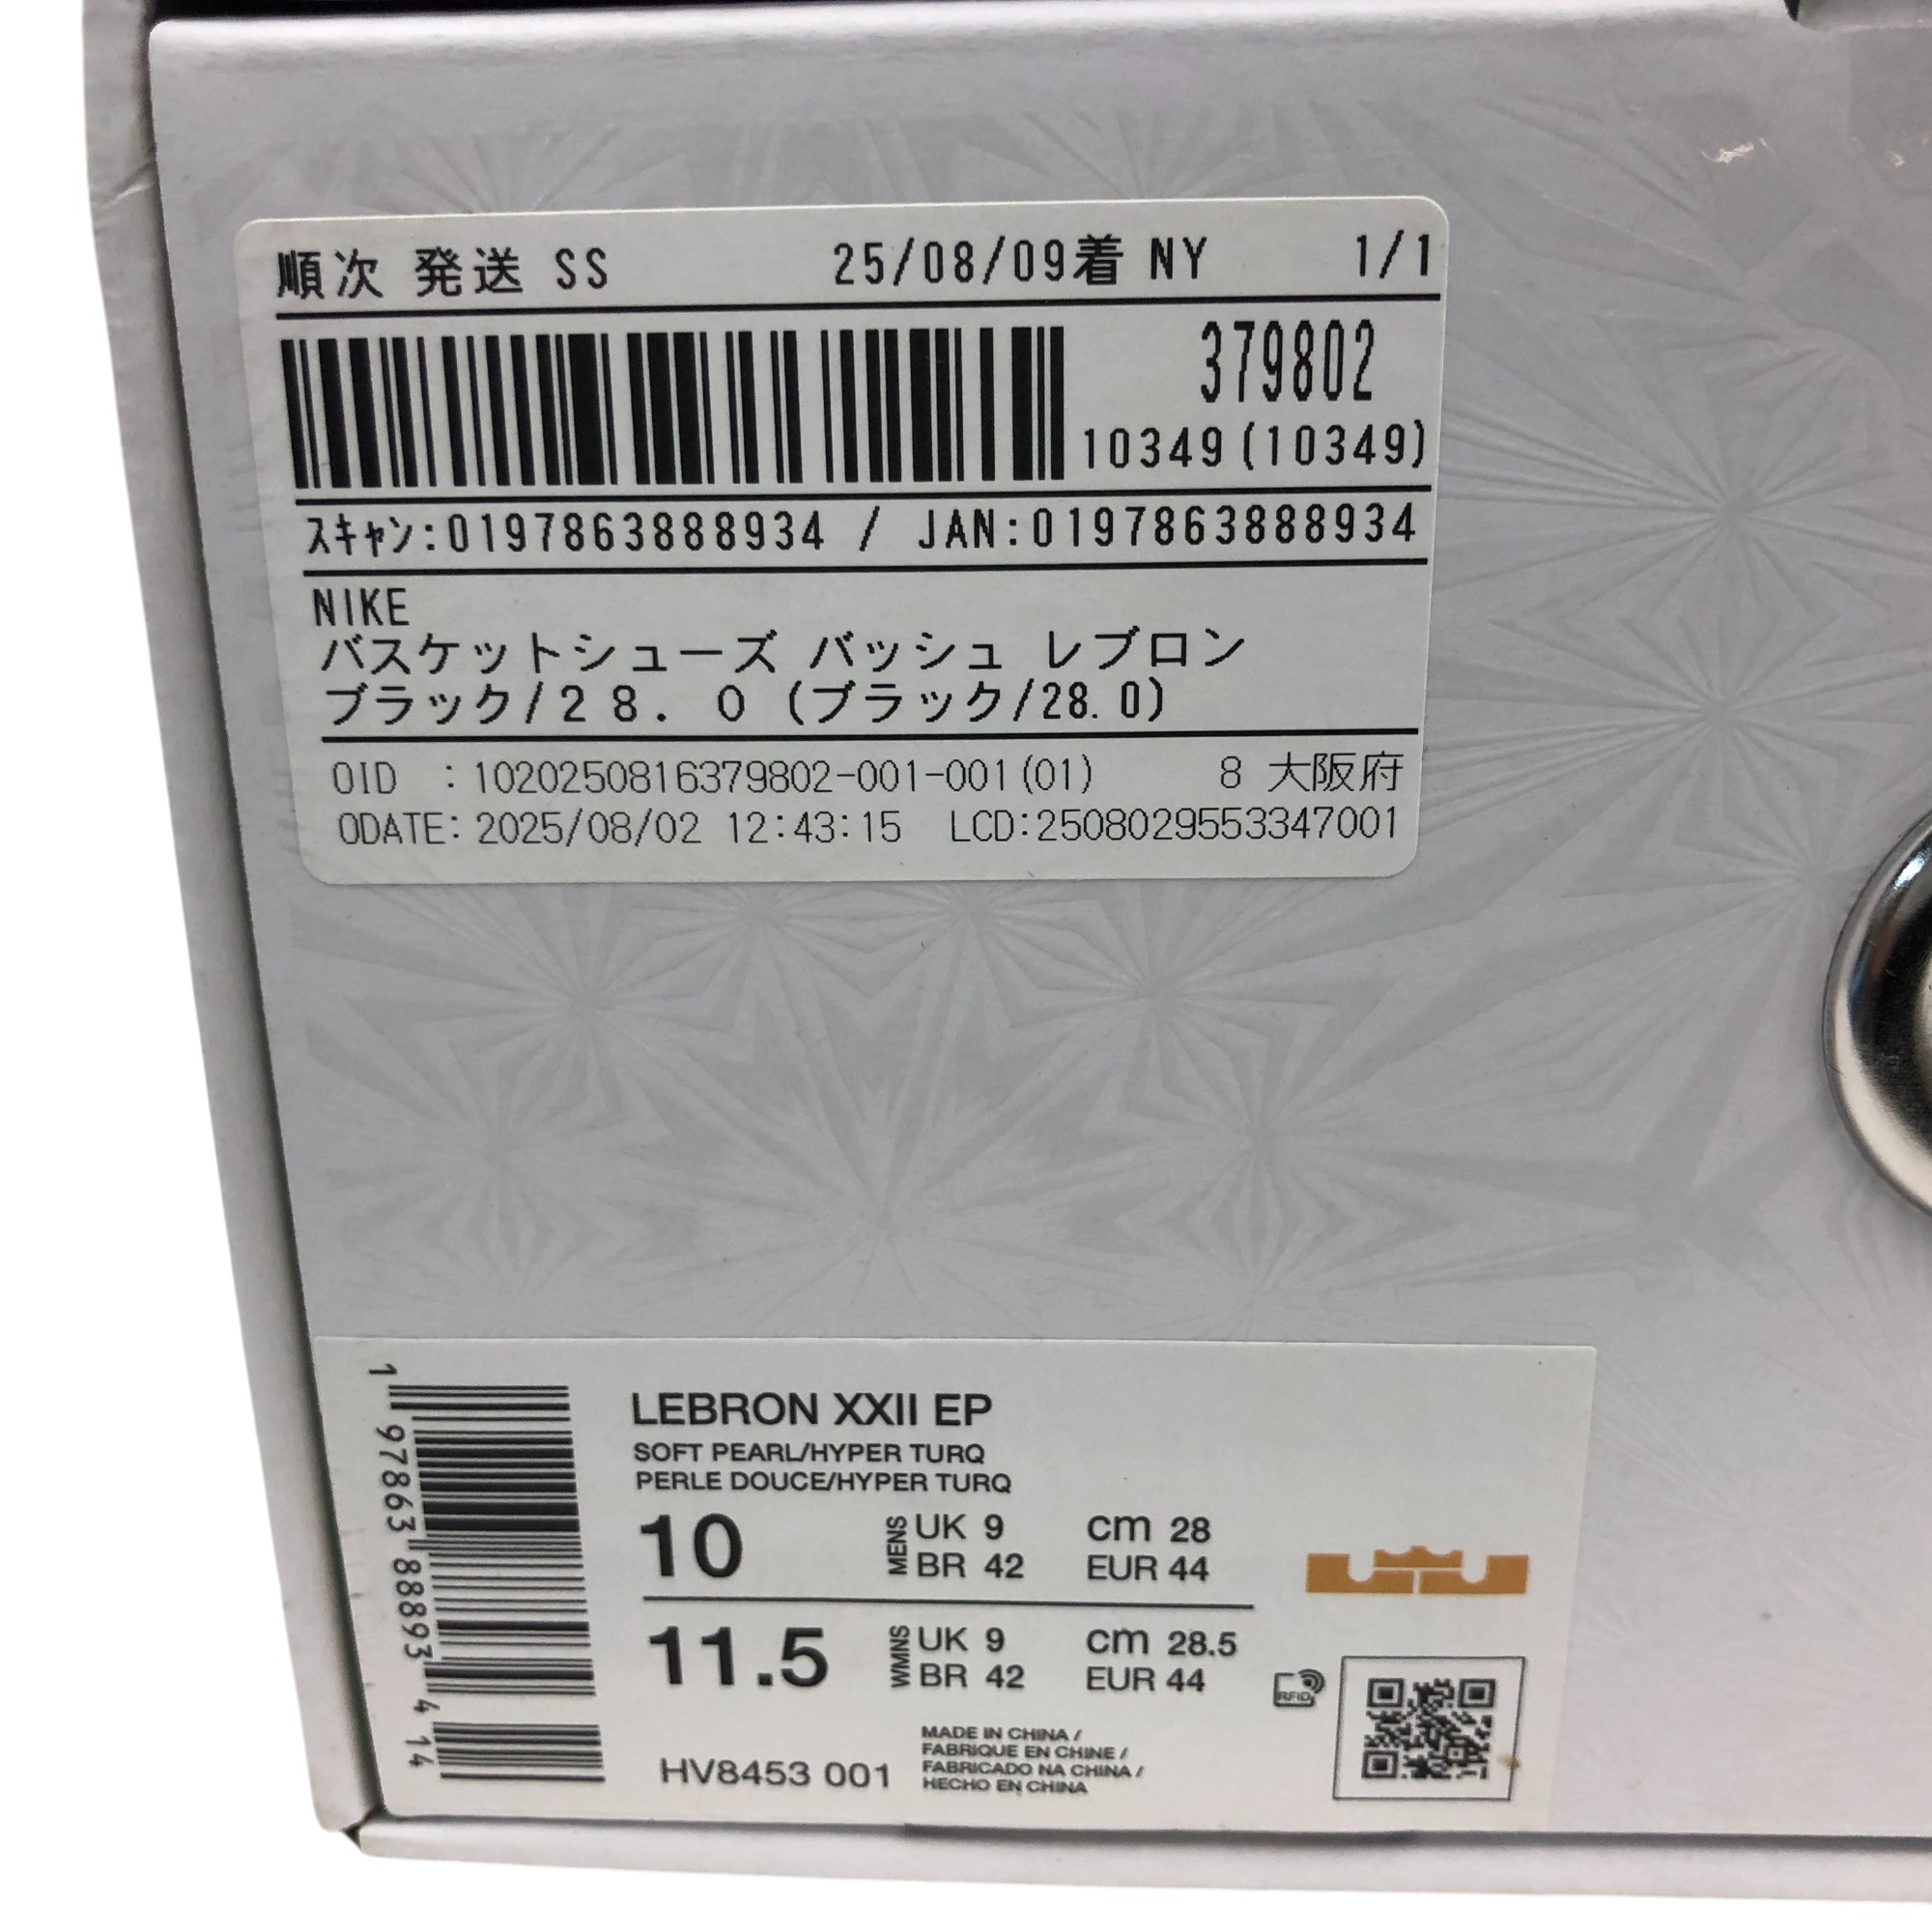 順次 発送 SS 25/08/09着 NY 1/1
379802
10349(10349)
ｽｷｬﾝ:0197863888934 / JAN:0197863888934
NIKE
バスケットシューズ バッシュ レブロン
ブラック/２８．０(ブラック/28.0)
OID :1020250816379802-001-001(01) 8 大阪府
ODATE:2025/08/02 12:43:15 LCD:2508029553347001
1 97863 88893 4 14
LEBRON XXII EP
SOFT PEARL/HYPER TURQ
PERLE DOUCE/HYPER TURQ
10 MENS UK 9 cm 28
BR 42 EUR 44
11.5 WMNS UK 9 cm 28.5
BR 42 EUR 44
RFID
HV8453 001
MADE IN CHINA /
FABRIQUE EN CHINE /
FABRICADO NA CHINA /
HECHO EN CHINA